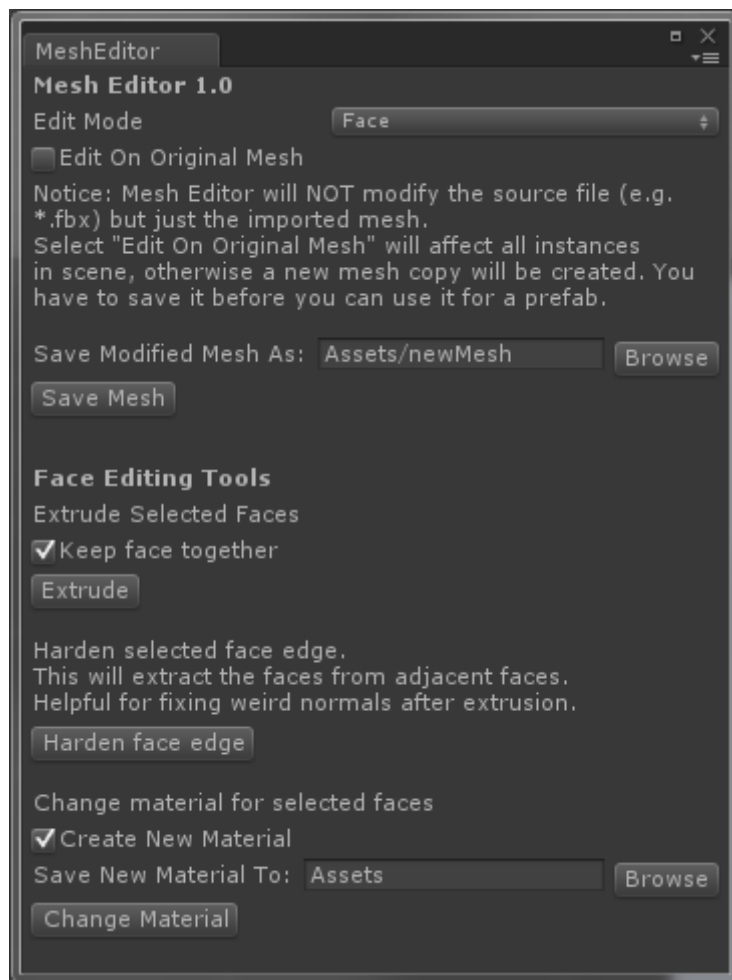 MeshEditor
Mesh Editor 1.0
Edit Mode Face
Edit On Original Mesh
Notice: Mesh Editor will NOT modify the source file (e.g.
*.fbx) but just the imported mesh.
Select "Edit On Original Mesh" will affect all instances
in scene, otherwise a new mesh copy will be created. You
have to save it before you can use it for a prefab.
Save Modified Mesh As: Assets/newMesh Browse
Save Mesh
Face Editing Tools
Extrude Selected Faces
Keep face together
Extrude
Harden selected face edge.
This will extract the faces from adjacent faces.
Helpful for fixing weird normals after extrusion.
Harden face edge
Change material for selected faces
Create New Material
Save New Material To: Assets Browse
Change Material